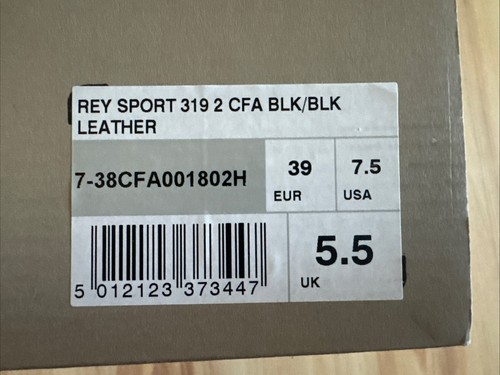 REY SPORT 319 2 CFA BLK/BLK
LEATHER
7-38CFA001802H
39
EUR
7.5
USA
5 012123 373447
5.5
UK